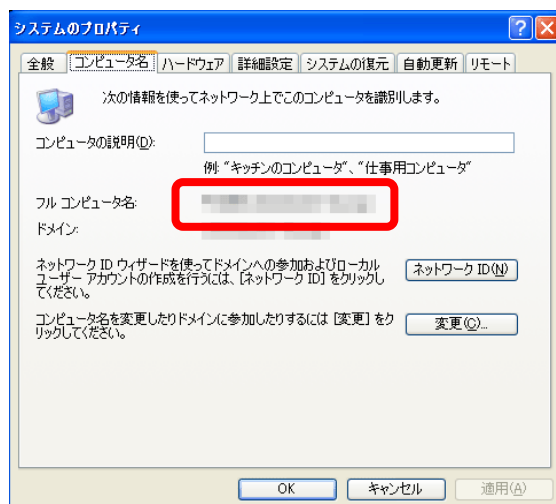 システムのプロパティ
全般 コンピュータ名 ハードウェア 詳細設定 システムの復元 自動更新 リモート
次の情報を使ってネットワーク上でこのコンピュータを識別します。
コンピュータの説明(D):
例: "キッチンのコンピュータ"、"仕事用コンピュータ"
フル コンピュータ名:
ドメイン:
ネットワーク ID ウィザードを使ってドメインへの参加およびローカル
ユーザー アカウントの作成を行うには、[ネットワーク ID] をクリックし
てください。
ネットワーク ID(N)
コンピュータ名を変更したりドメインに参加したりするには [変更] をク
リックしてください。
変更(C)...
OK キャンセル 適用(A)